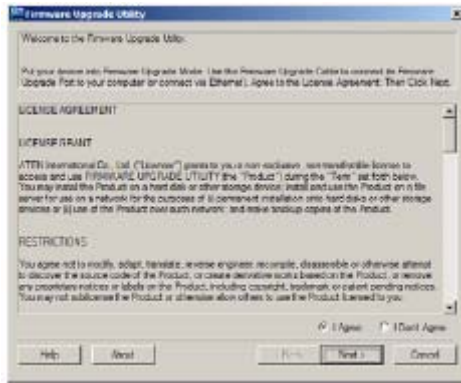 Firmware Upgrade Utility
Welcome to the Firmware Upgrade Utility.
Put your device into Firmware Upgrade Mode. Use the Firmware Upgrade Cable to connect its Firmware
Upgrade Port to your computer or connect via Ethernet). Agree to the License Agreement. Then Click Next.
LICENSE AGREEMENT
LICENSE GRANT
ATEN International Co., Ltd. ("Licensor") grants to you a non-exclusive, non-transferible license to
access and use FIRMWARE UPGRADE UTILITY (the "Product") during the "Term" set forth below.
You may install the Product on a hard disk or other storage device; install and use the Product on a file
server for use on a network for the purposes of (i) permanent installation onto hard disks or other storage
devices or (ii) use of the Product over such network; and make backup copies of the Product.
RESTRICTIONS
You agree not to modify, adapt, translate, reverse engineer, decompile, disassemble or otherwise attempt
to discover the source code of the Product, or create derivative works based on the Product, or remove
any proprietary notices or labels on the Product, including copyright, trademark or patent pending notices.
You may not sublicense the Product or otherwise allow others to use the Product licensed to you.
I Agree I Don't Agree
Help About Next > Cancel